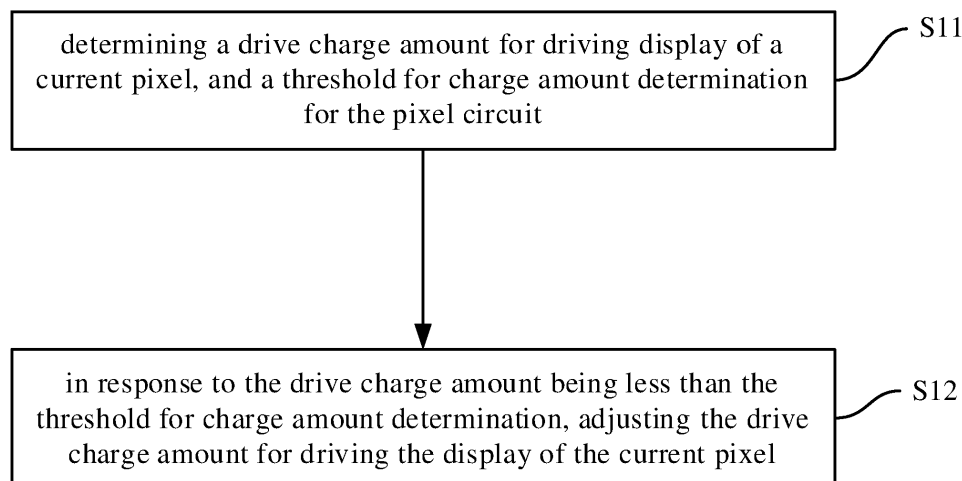 determining a drive charge amount for driving display of a
current pixel, and a threshold for charge amount determination
for the pixel circuit
S11
in response to the drive charge amount being less than the
threshold for charge amount determination, adjusting the drive
charge amount for driving the display of the current pixel
S12